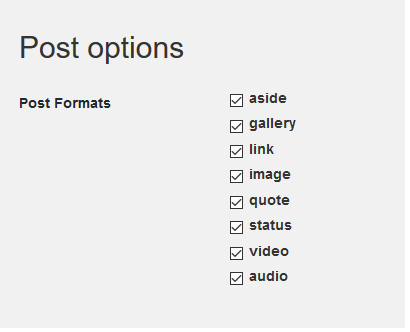 Post options
Post Formats
aside
gallery
link
image
quote
status
video
audio